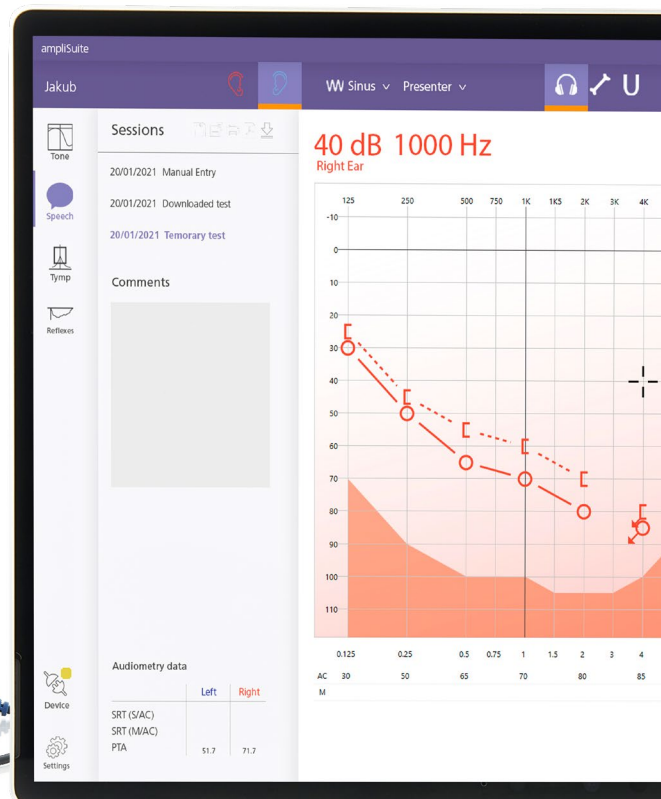 ampliSuite
Jakub
Sinus
Presenter
Tone
Speech
Tymp
Reflexes
Device
Settings
Sessions
20/01/2021 Manual Entry
20/01/2021 Downloaded test
20/01/2021 Temorary test
Comments
Audiometry data
Left Right
SRT (S/AC)
SRT (M/AC)
PTA 51.7 71.7
40 dB 1000 Hz
Right Ear
125 250 500 750 1K 1K5 2K 3K 4K
-10
0
10
20
30
40
50
60
70
80
90
100
110
0.125 0.25 0.5 0.75 1 1.5 2 3 4
AC 30 50 65 70 80 85
M